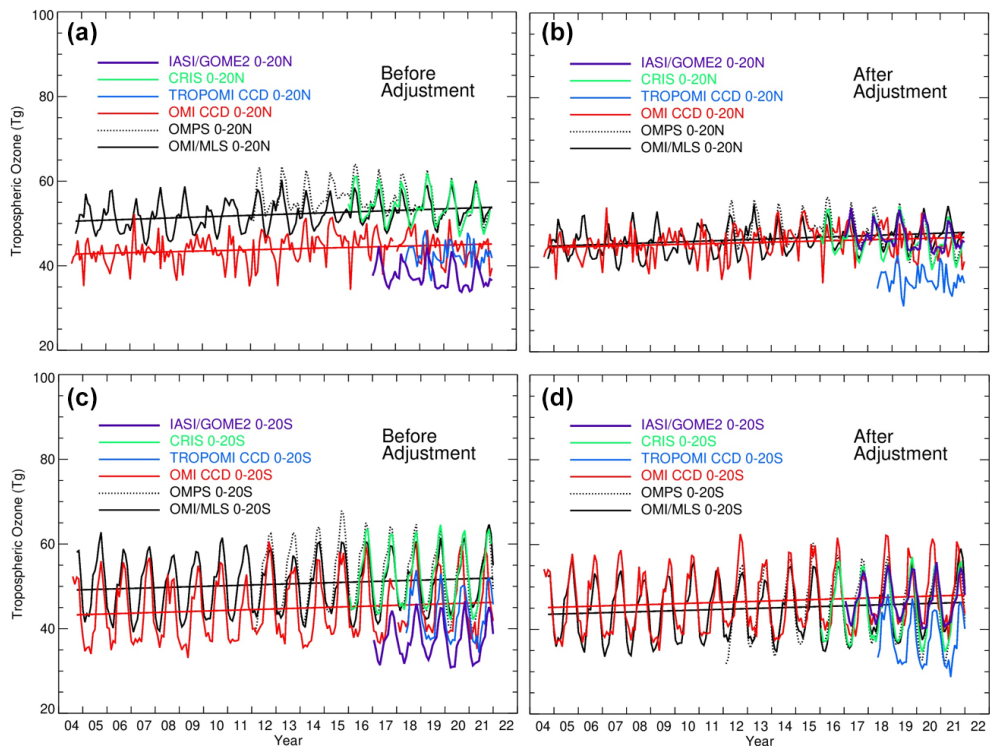 (a)
IASI/GOME2 0-20N
CRIS 0-20N
TROPOMI CCD 0-20N
OMI CCD 0-20N
OMPS 0-20N
OMI/MLS 0-20N
Before
Adjustment
100
80
60
40
20
Tropospheric Ozone (Tg)
(b)
IASI/GOME2 0-20N
CRIS 0-20N
TROPOMI CCD 0-20N
OMI CCD 0-20N
OMPS 0-20N
OMI/MLS 0-20N
After
Adjustment
(c)
IASI/GOME2 0-20S
CRIS 0-20S
TROPOMI CCD 0-20S
OMI CCD 0-20S
OMPS 0-20S
OMI/MLS 0-20S
Before
Adjustment
100
80
60
40
20
Tropospheric Ozone (Tg)
04 05 06 07 08 09 10 11 12 13 14 15 16 17 18 19 20 21 22
Year
(d)
IASI/GOME2 0-20S
CRIS 0-20S
TROPOMI CCD 0-20S
OMI CCD 0-20S
OMPS 0-20S
OMI/MLS 0-20S
After
Adjustment
04 05 06 07 08 09 10 11 12 13 14 15 16 17 18 19 20 21 22
Year